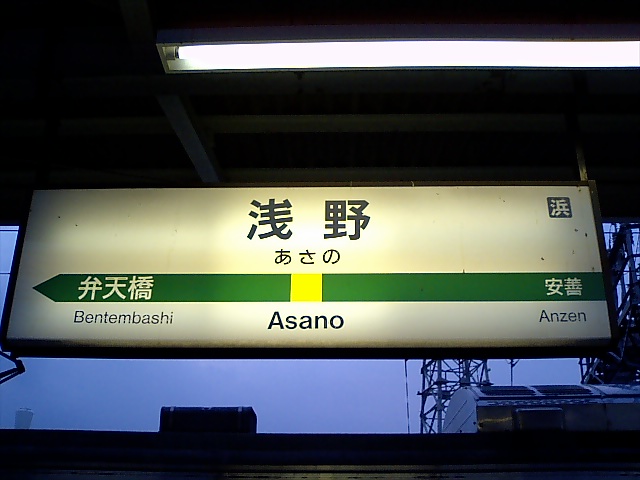 浅野
浜
あさの
弁天橋 安善
Bentembashi Asano Anzen